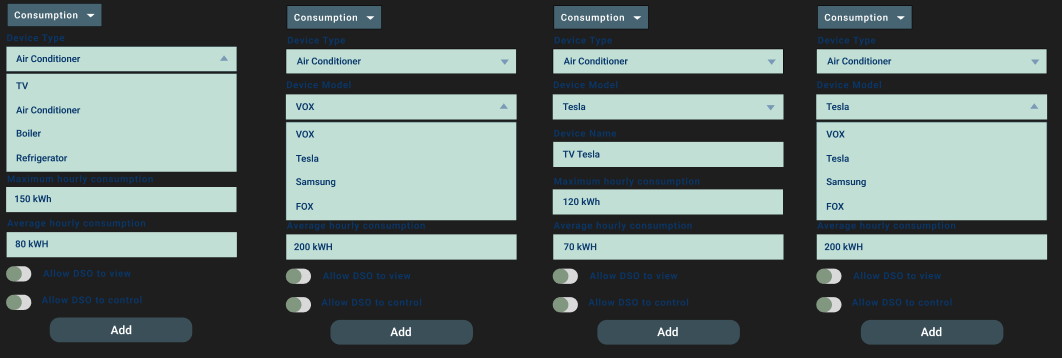 Consumption
Device Type
Air Conditioner
TV
Air Conditioner
Boiler
Refrigerator
Maximum hourly consumption
150 kWh
Average hourly consumption
80 kWH
Allow DSO to view
Allow DSO to control
Add
Consumption
Device Type
Air Conditioner
Device Model
VOX
VOX
Tesla
Samsung
FOX
Average hourly consumption
200 kWH
Allow DSO to view
Allow DSO to control
Add
Consumption
Device Type
Air Conditioner
Device Model
Tesla
Device Name
TV Tesla
Maximum hourly consumption
120 kWh
Average hourly consumption
70 kWH
Allow DSO to view
Allow DSO to control
Add
Consumption
Device Type
Air Conditioner
Device Model
Tesla
VOX
Tesla
Samsung
FOX
Average hourly consumption
200 kWH
Allow DSO to view
Allow DSO to control
Add